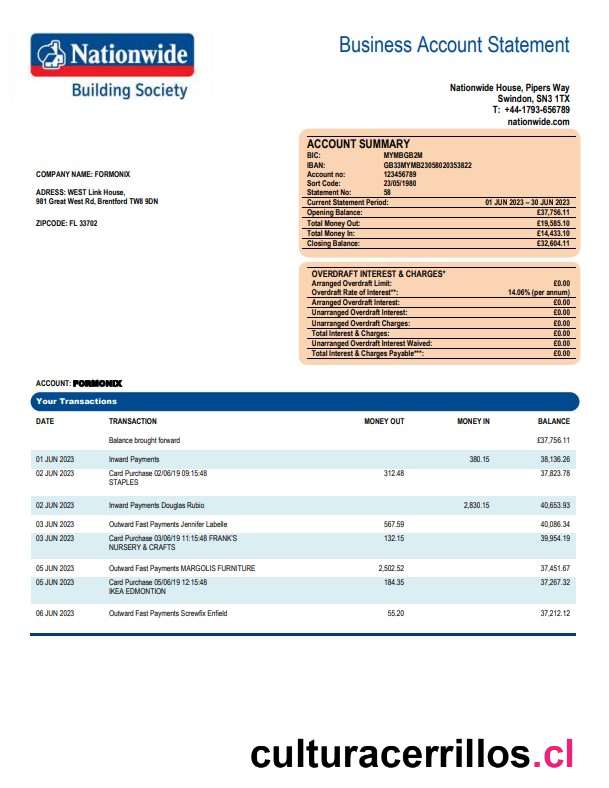 Nationwide
Building Society
Business Account Statement
Nationwide House, Pipers Way
Swindon, SN3 1TX
T: +44-1793-656789
nationwide.com
ACCOUNT SUMMARY
BIC: MYMBGB2M
IBAN: GB33MYMB23058020353822
Account no: 123456789
Sort Code: 23/05/1980
Statement No: 58
Current Statement Period: 01 JUN 2023 – 30 JUN 2023
Opening Balance: £37,756.11
Total Money Out: £19,585.10
Total Money In: £14,433.10
Closing Balance: £32,604.11
COMPANY NAME: FORMONIX
ADRESS: WEST Link House,
981 Great West Rd, Brentford TW8 9DN
ZIPCODE: FL 33702
OVERDRAFT INTEREST & CHARGES*
Arranged Overdraft Limit: £0.00
Overdraft Rate of Interest**: 14.06% (per annum)
Arranged Overdraft Interest: £0.00
Unarranged Overdraft Interest: £0.00
Unarranged Overdraft Charges: £0.00
Total Interest & Charges: £0.00
Unarranged Overdraft Interest Waived: £0.00
Total Interest & Charges Payable***: £0.00
ACCOUNT: FORMONIX
Your Transactions
DATE TRANSACTION MONEY OUT MONEY IN BALANCE
Balance brought forward £37,756.11
01 JUN 2023 Inward Payments 380.15 38,136.26
02 JUN 2023 Card Purchase 02/06/19 09:15:48 312.48 37,823.78
STAPLES
02 JUN 2023 Inward Payments Douglas Rubio 2,830.15 40,653.93
03 JUN 2023 Outward Fast Payments Jennifer Labelle 567.59 40,086.34
03 JUN 2023 Card Purchase 03/06/19 11:15:48 FRANK'S 132.15 39,954.19
NURSERY & CRAFTS
05 JUN 2023 Outward Fast Payments MARGOLIS FURNITURE 2,502.52 37,451.67
05 JUN 2023 Card Purchase 05/06/19 12:15:48 184.35 37,267.32
IKEA EDMONTION
06 JUN 2023 Outward Fast Payments Screwfix Enfield 55.20 37,212.12
culturacerrillos.cl